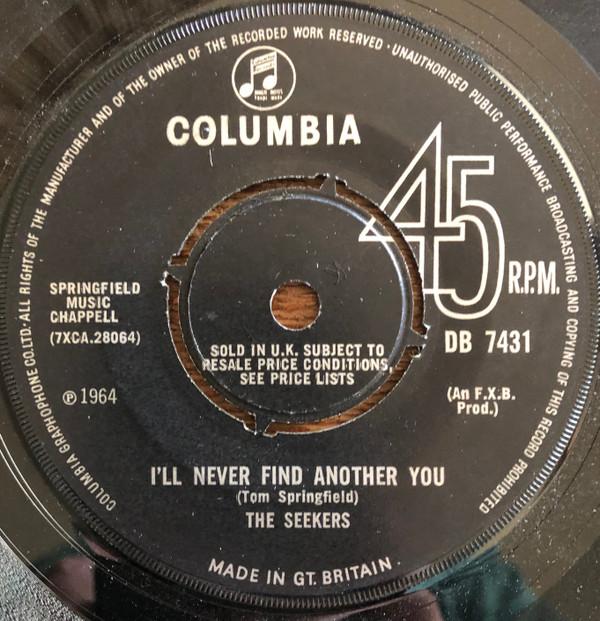 COLUMBIA GRAPHOPHONE CO. LTD. · ALL RIGHTS OF THE MANUFACTURER AND OF THE OWNER OF THE RECORDED WORK RESERVED · UNAUTHORISED PUBLIC PERFORMANCE BROADCASTING AND COPYING OF THIS RECORD PROHIBITED
COLUMBIA
45 R.P.M.
SPRINGFIELD
MUSIC
CHAPPELL
(7XCA.28064)
DB 7431
SOLD IN U.K. SUBJECT TO
RESALE PRICE CONDITIONS,
SEE PRICE LISTS
℗ 1964
(An F.X.B.
Prod.)
I'LL NEVER FIND ANOTHER YOU
(Tom Springfield)
THE SEEKERS
MADE IN GT. BRITAIN